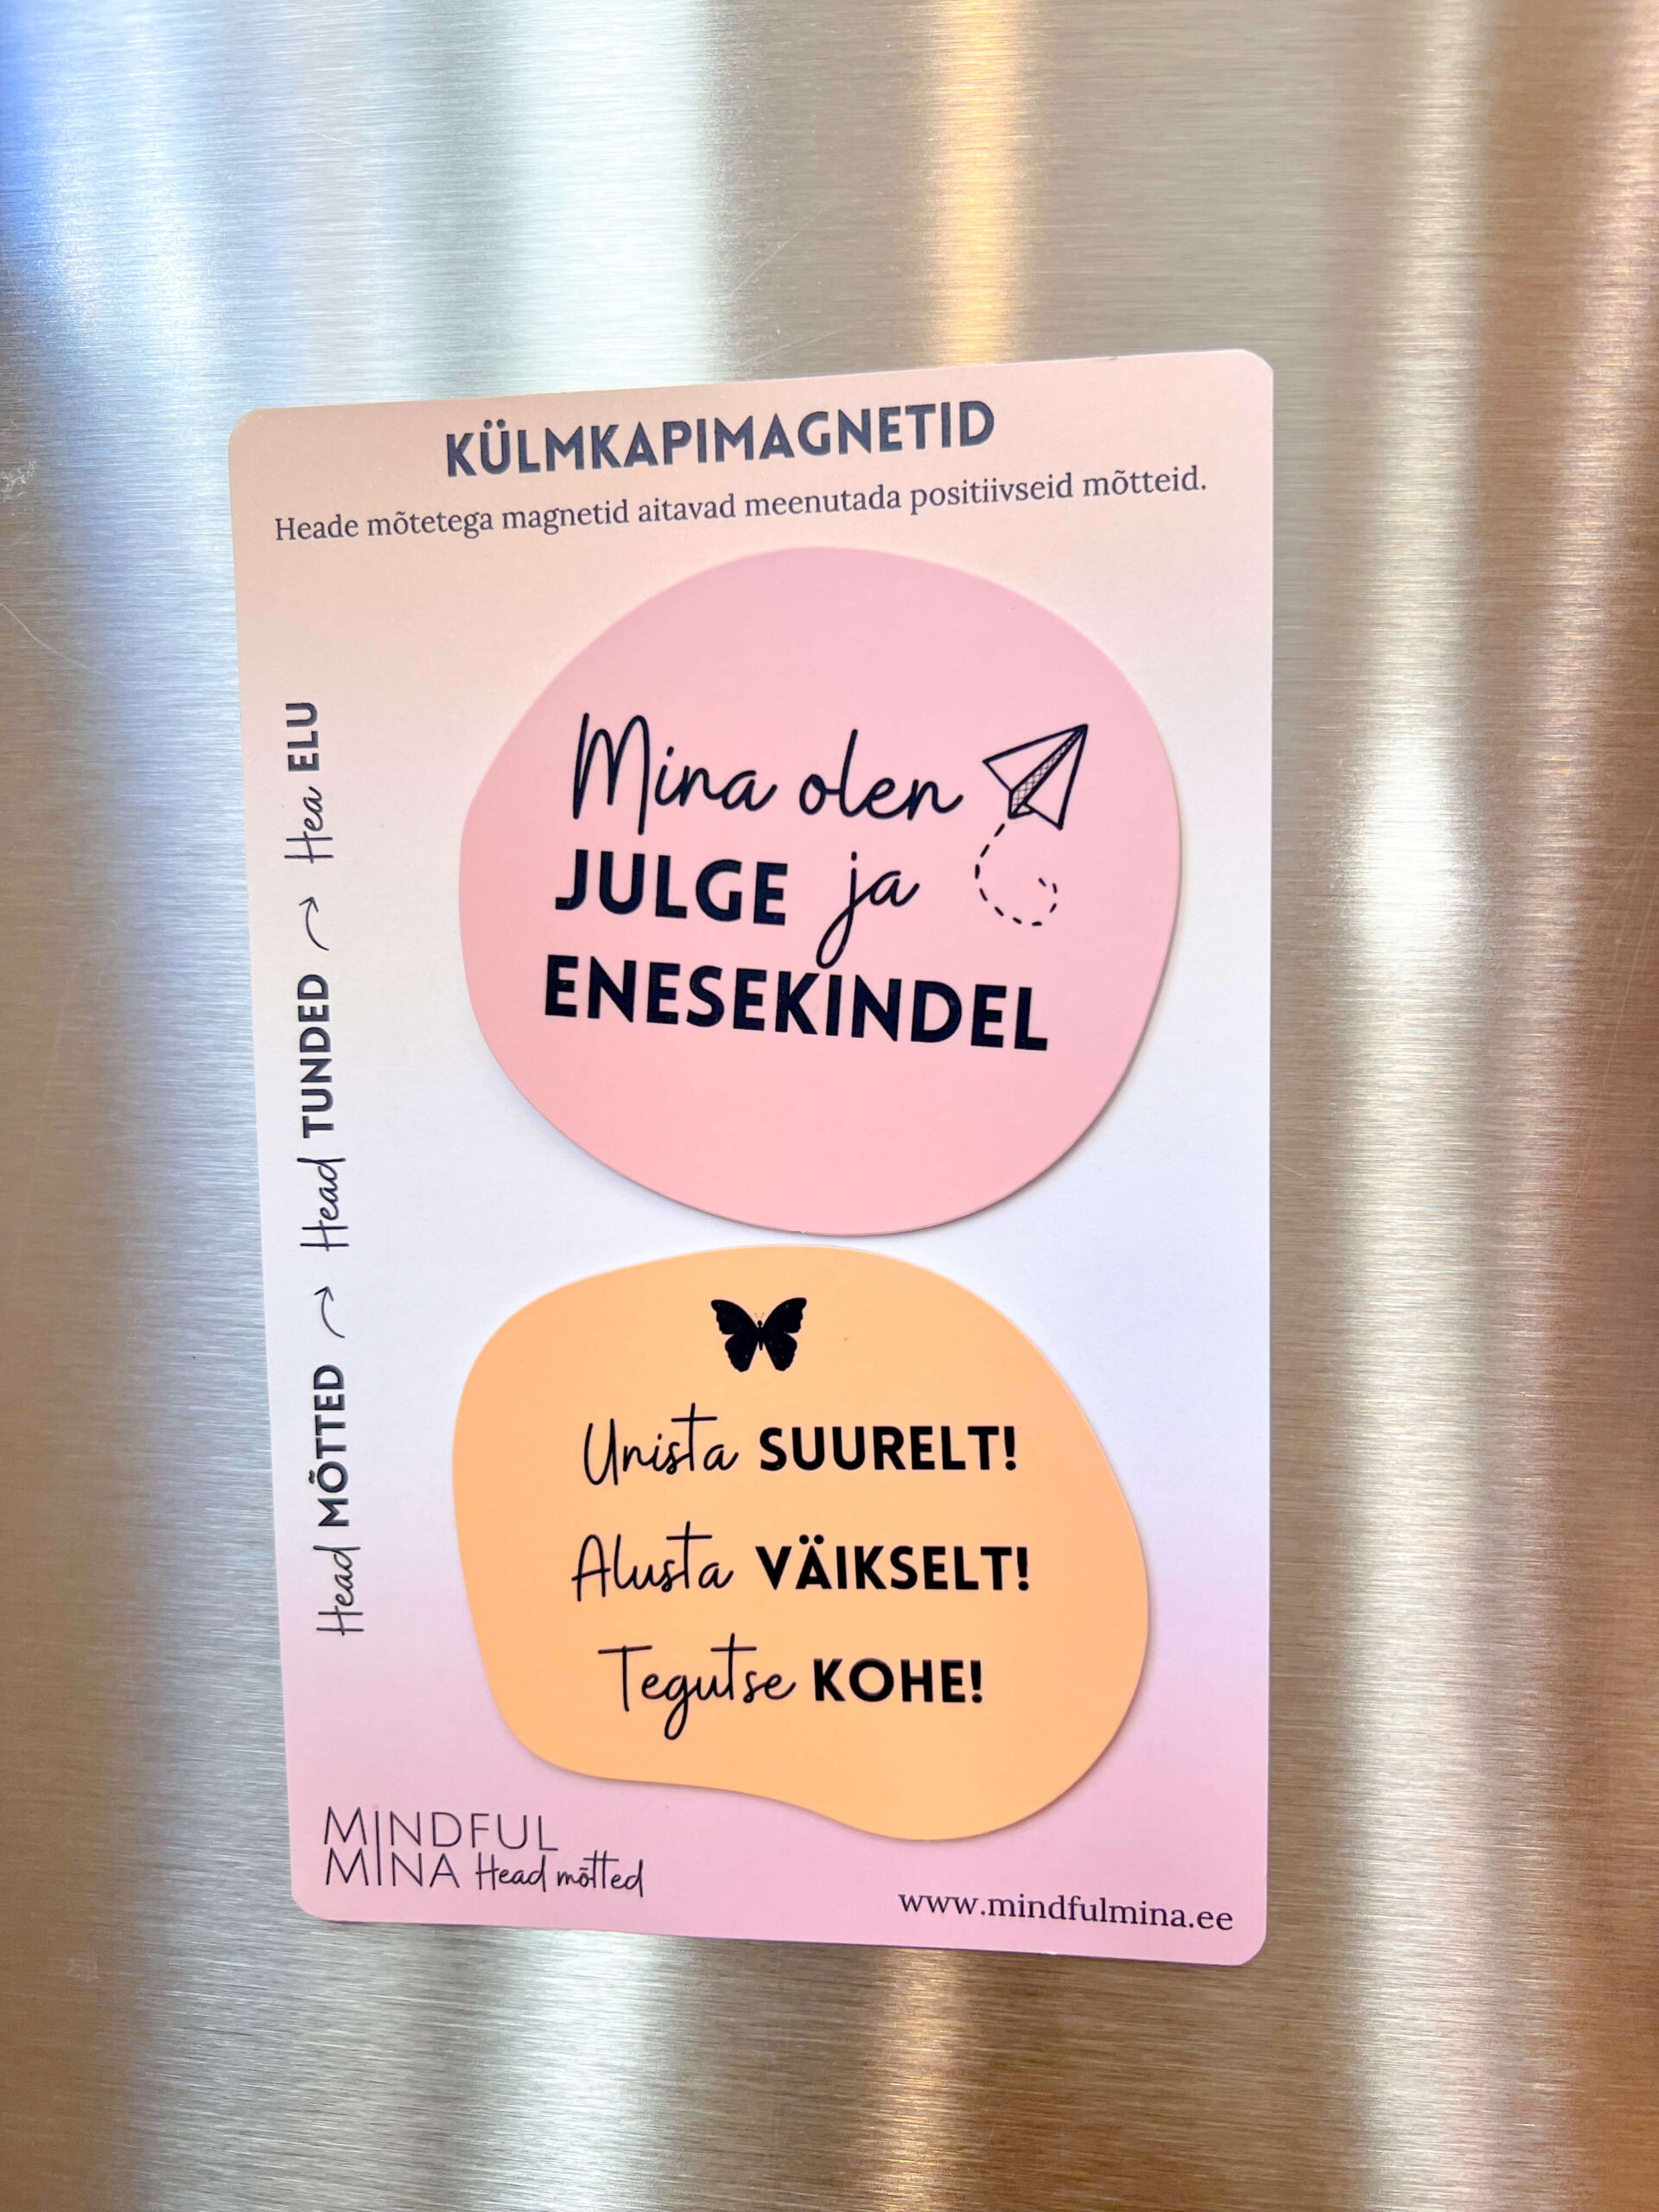 KÜLMKAPIMAGNETID
Heade mõtetega magnetid aitavad meenutada positiivseid mõtteid.
Mina olen
JULGE ja
ENESEKINDEL
Head MÕTTED → Head TUNDED → Hea ELU
Unista SUURELT!
Alusta VÄIKSELT!
Tegutse KOHE!
MINDFUL
MINA Head mõtted
www.mindfulmina.ee